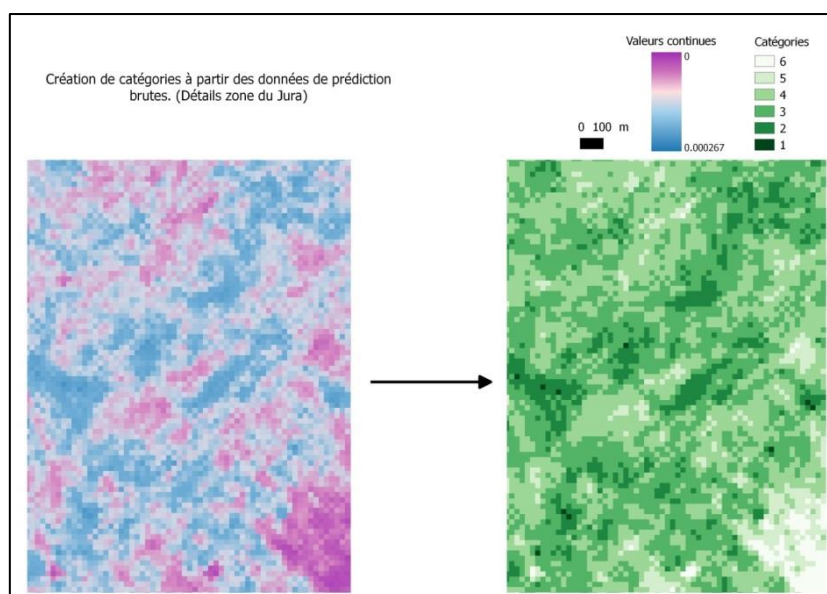 Création de catégories à partir des données de prédiction
brutes. (Détails zone du Jura)
0 100 m
Valeurs continues
0
0.000267
Catégories
6
5
4
3
2
1